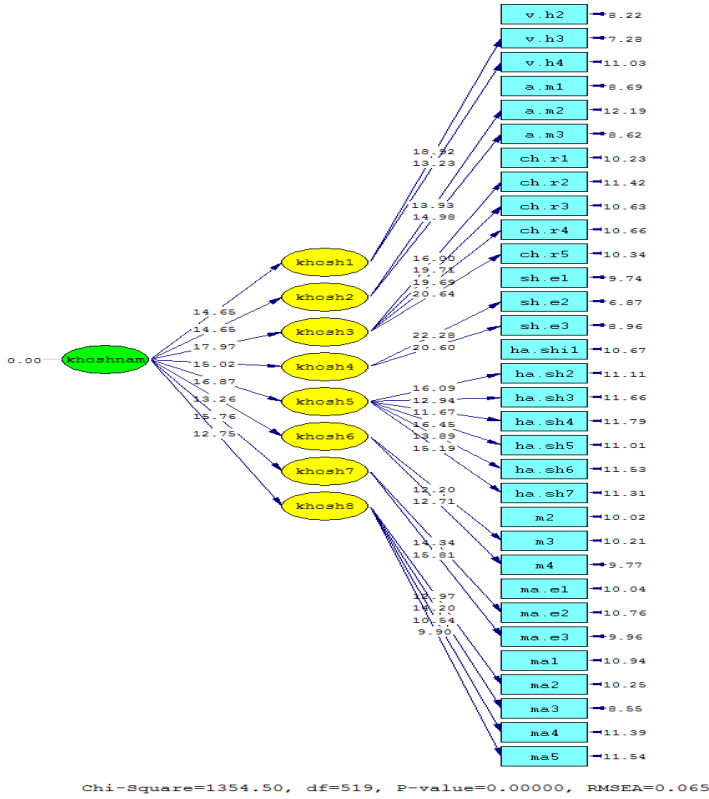 v.h2 8.22
v.h3 7.28
v.h4 11.03
a.m1 8.69
a.m2 12.19
a.m3 8.62
18.92
13.23
ch.r1 10.23
ch.r2 11.42
13.93
14.98
ch.r3 10.63
ch.r4 10.66
ch.r5 10.34
16.00
19.71
19.69
20.64
khosh1
sh.e1 9.74
khosh2
sh.e2 6.87
14.65
14.65
khosh3
sh.e3 8.96
22.28
20.60
17.97
ha.shi1 10.67
0.00 khoshnam
khosh4
15.02
ha.sh2 11.11
16.87
16.09
13.26
khosh5
ha.sh3 11.66
12.94
15.76
11.67
ha.sh4 11.79
12.75
16.45
khosh6
13.89
ha.sh5 11.01
15.19
ha.sh6 11.53
khosh7
ha.sh7 11.31
12.20
12.71
khosh8
m2 10.02
m3 10.21
14.34
15.81
m4 9.77
ma.e1 10.04
12.97
14.20
ma.e2 10.76
10.54
9.90
ma.e3 9.96
ma1 10.94
ma2 10.25
ma3 8.55
ma4 11.39
ma5 11.54
Chi-Square=1354.50, df=519, P-value=0.00000, RMSEA=0.065